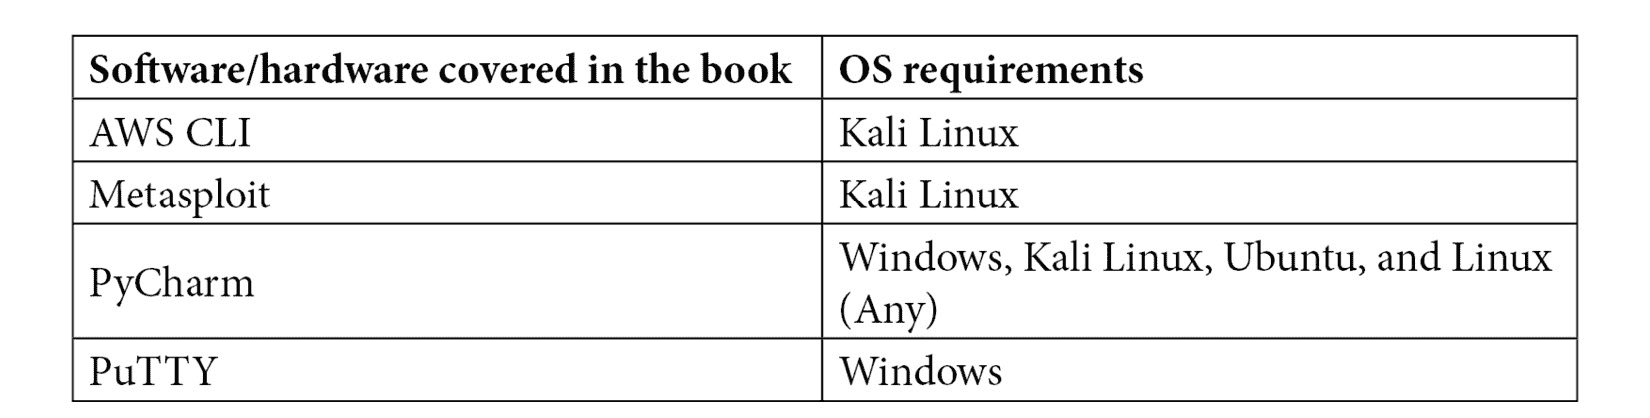 Software/hardware covered in the book
OS requirements
AWS CLI
Kali Linux
Metasploit
Kali Linux
PyCharm
Windows, Kali Linux, Ubuntu, and Linux
(Any)
PuTTY
Windows